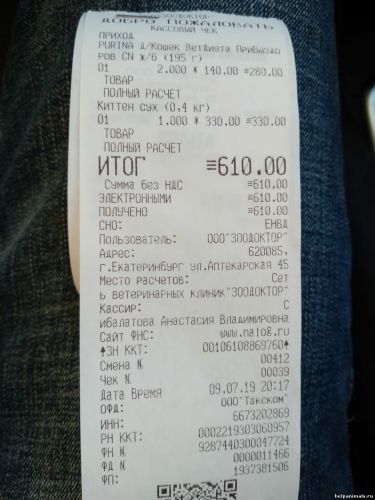 ЗООДОКТОР
ДОБРО ПОЖАЛОВАТЬ
КАССОВЫЙ ЧЕК
ПРИХОД
PURINA Д/Кошек ВетДиета ПриВыздо
ров CN ж/б (195 г)
01 2.000 * 140.00 ≡280.00
ТОВАР
ПОЛНЫЙ РАСЧЕТ
Киттен сух (0,4 кг)
01 1.000 * 330.00 ≡330.00
ТОВАР
ПОЛНЫЙ РАСЧЕТ
ИТОГ ≡610.00
Сумма без НДС ≡610.00
ЭЛЕКТРОННЫМИ ≡610.00
ПОЛУЧЕНО ≡610.00
СНО: ЕНВД
Пользователь: ООО"ЗООДОКТОР"
Адрес: 620085,
г.Екатеринбург ул.Аптекарская 45
Место расчетов: Сет
ь ветеринарных клиник"ЗООДОКТОР"
Кассир: С
ибалатова Анастасия Владимировна
Сайт ФНС: www.nalog.ru
ЗН ККТ: 00106108869760
Смена N 00412
Чек N 00039
Дата Время 09.07.19 20:17
ОФД: ООО"Такском"
ИНН: 6673202869
РН ККТ: 0002219303060957
ФН N 9287440300047724
ФД N 0000011466
ФП: 1937381506
helpanimals.ru